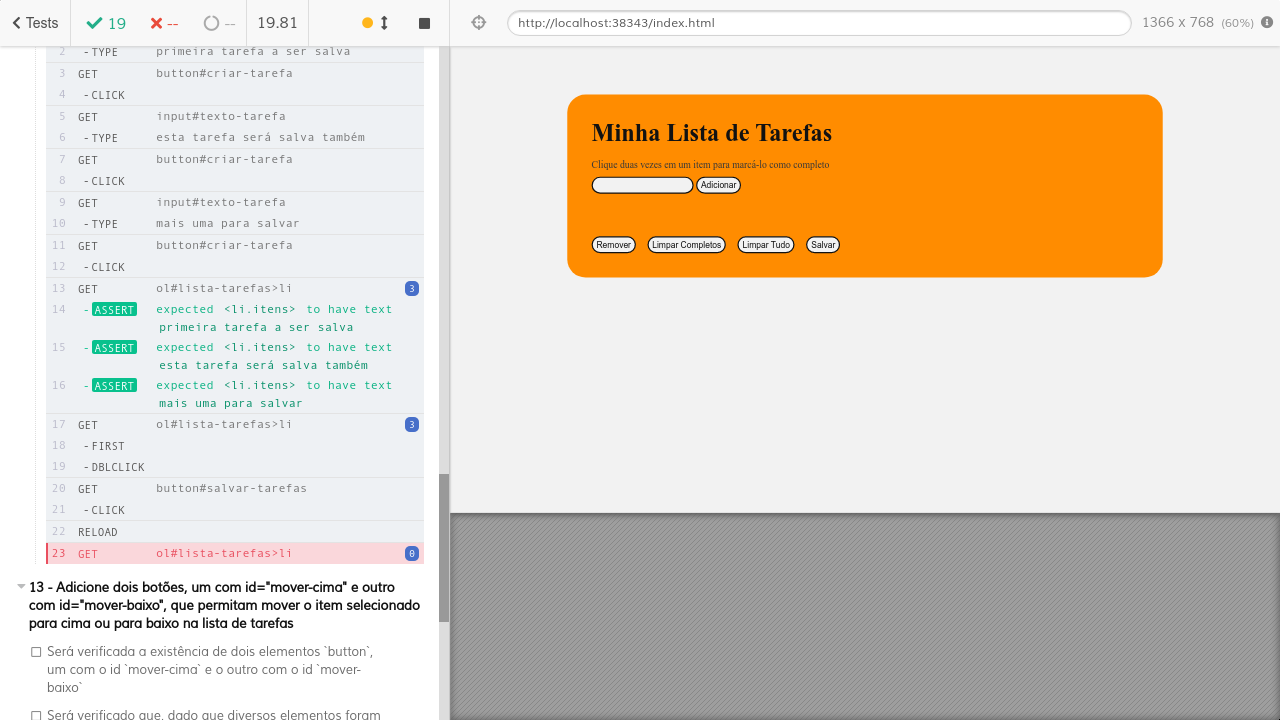 Tests
19
--
--
19.81
http://localhost:38343/index.html
1366 x 768 (60%)
2 -TYPE primeira tarefa a ser salva
3 GET button#criar-tarefa
4 -CLICK
5 GET input#texto-tarefa
6 -TYPE esta tarefa será salva também
7 GET button#criar-tarefa
8 -CLICK
9 GET input#texto-tarefa
10 -TYPE mais uma para salvar
11 GET button#criar-tarefa
12 -CLICK
13 GET ol#lista-tarefas>li 3
14 -ASSERT expected <li.itens> to have text
primeira tarefa a ser salva
15 -ASSERT expected <li.itens> to have text
esta tarefa será salva também
16 -ASSERT expected <li.itens> to have text
mais uma para salvar
17 GET ol#lista-tarefas>li 3
18 -FIRST
19 -DBLCLICK
20 GET button#salvar-tarefas
21 -CLICK
22 RELOAD
23 GET ol#lista-tarefas>li 0
13 - Adicione dois botões, um com id="mover-cima" e outro
com id="mover-baixo", que permitam mover o item selecionado
para cima ou para baixo na lista de tarefas
Será verificada a existência de dois elementos `button`,
um com o id `mover-cima` e o outro com o id `mover-
baixo`
Será verificado que, dado que diversos elementos foram
Minha Lista de Tarefas
Clique duas vezes em um item para marcá-lo como completo
Adicionar
Remover Limpar Completos Limpar Tudo Salvar